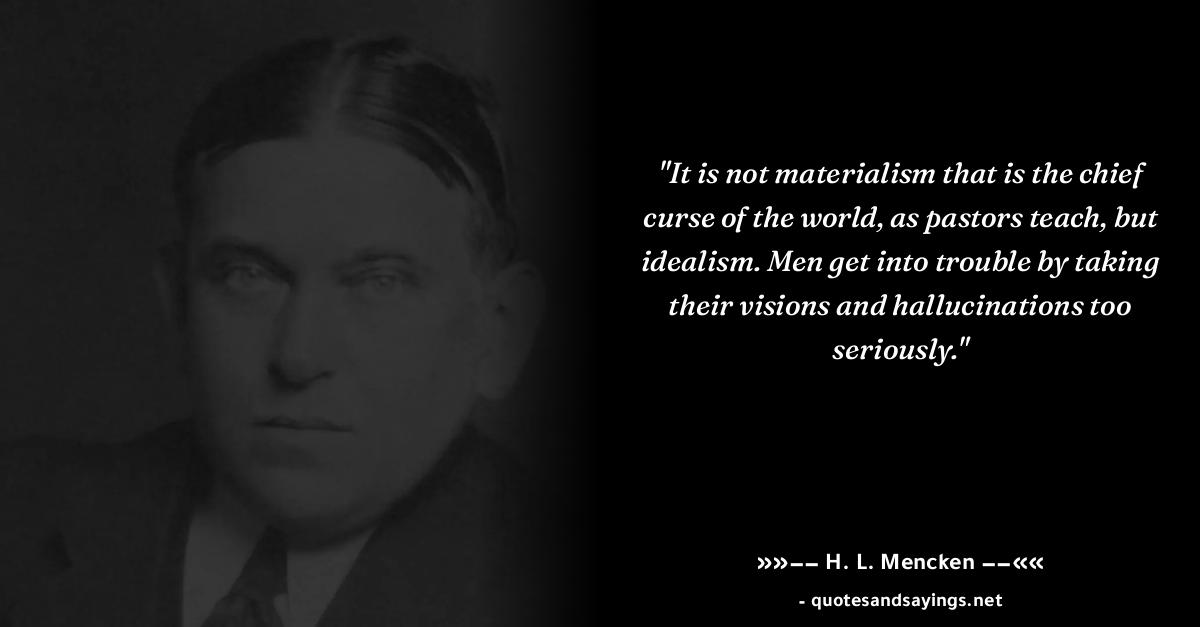 "It is not materialism that is the chief
curse of the world, as pastors teach, but
idealism. Men get into trouble by taking
their visions and hallucinations too
seriously."
»»–– H. L. Mencken ––««
- quotesandsayings.net